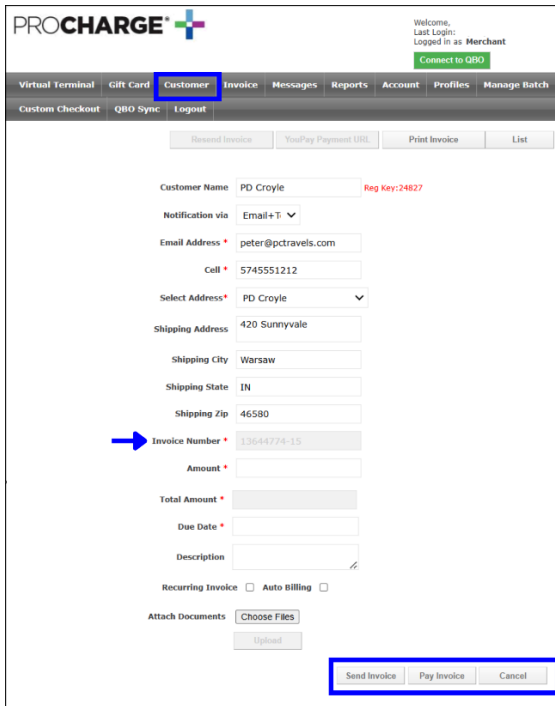 PROCHARGE®
Welcome,
Last Login:
Logged in as Merchant
Connect to QBO
Virtual Terminal Gift Card Customer Invoice Messages Reports Account Profiles Manage Batch
Custom Checkout QBO Sync Logout
Resend Invoice YouPay Payment URL Print Invoice List
Customer Name PD Croyle Reg Key:24827
Notification via Email+T
Email Address * peter@pctravels.com
Cell * 5745551212
Select Address* PD Croyle
Shipping Address 420 Sunnyvale
Shipping City Warsaw
Shipping State IN
Shipping Zip 46580
Invoice Number * 13644774-15
Amount *
Total Amount *
Due Date *
Description
Recurring Invoice Auto Billing
Attach Documents Choose Files
Upload
Send Invoice Pay Invoice Cancel